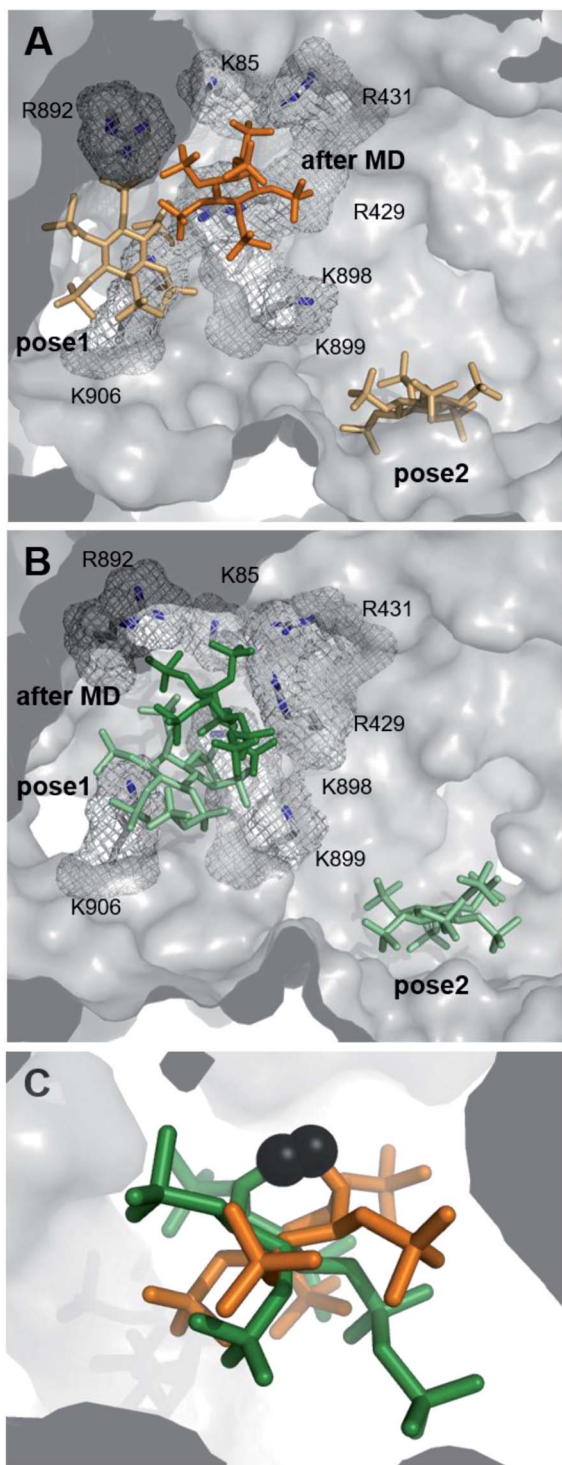 A
K85
R892
R431
after MD
R429
K898
pose1
K899
K906
pose2
B
R892
K85
R431
after MD
R429
pose1
K898
K899
K906
pose2
C